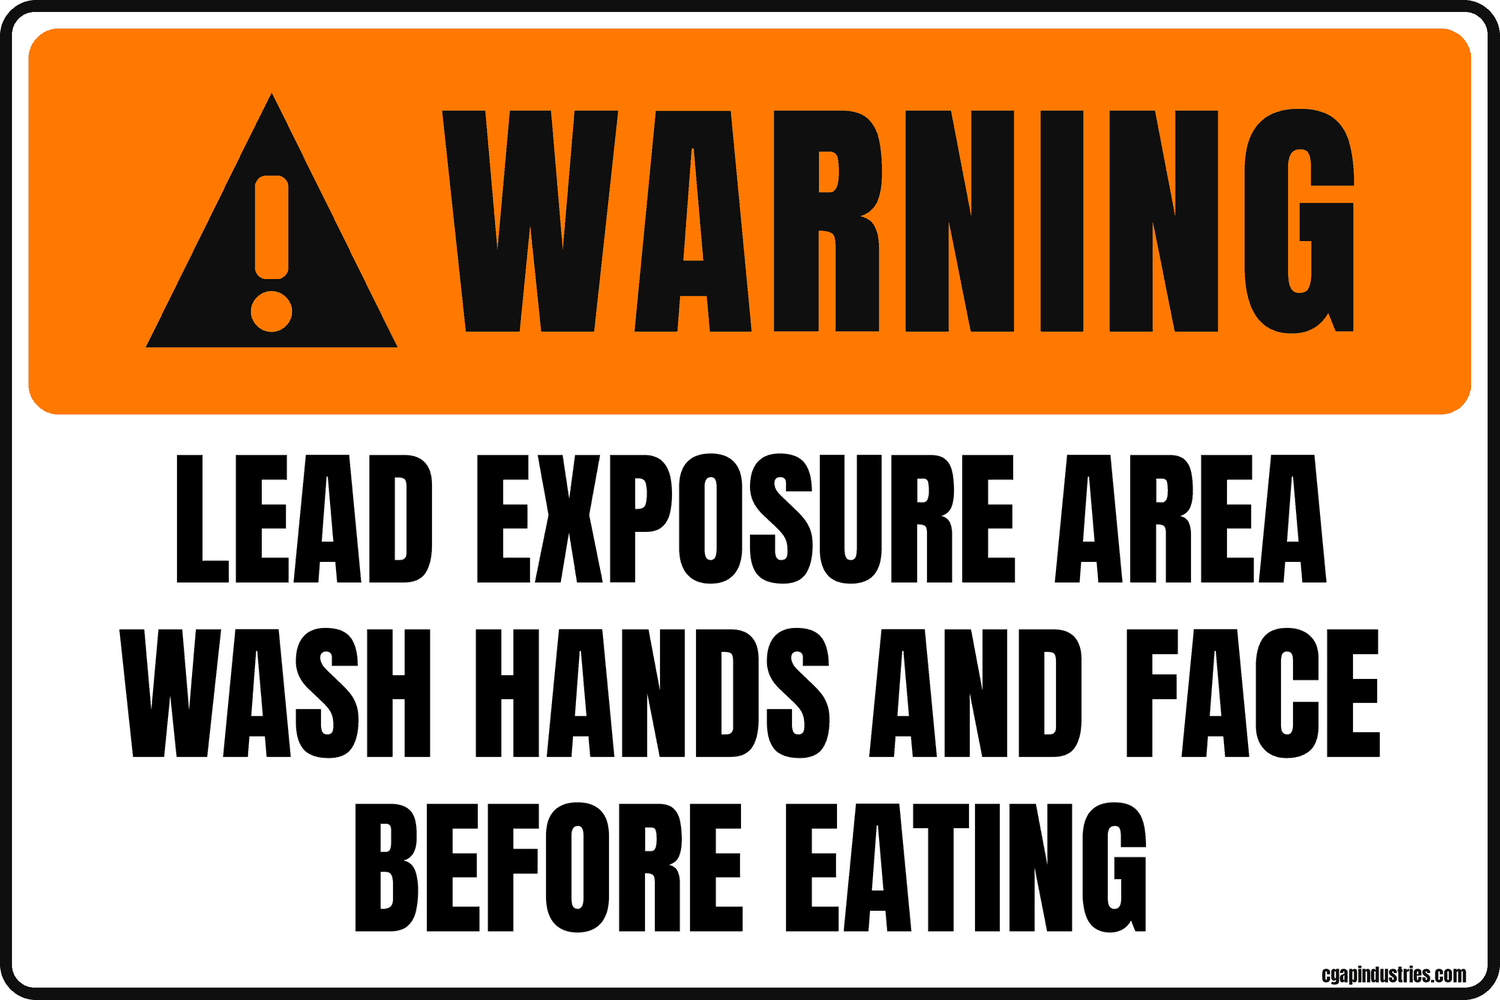 WARNING
LEAD EXPOSURE AREA
WASH HANDS AND FACE
BEFORE EATING
cgapindustries.com